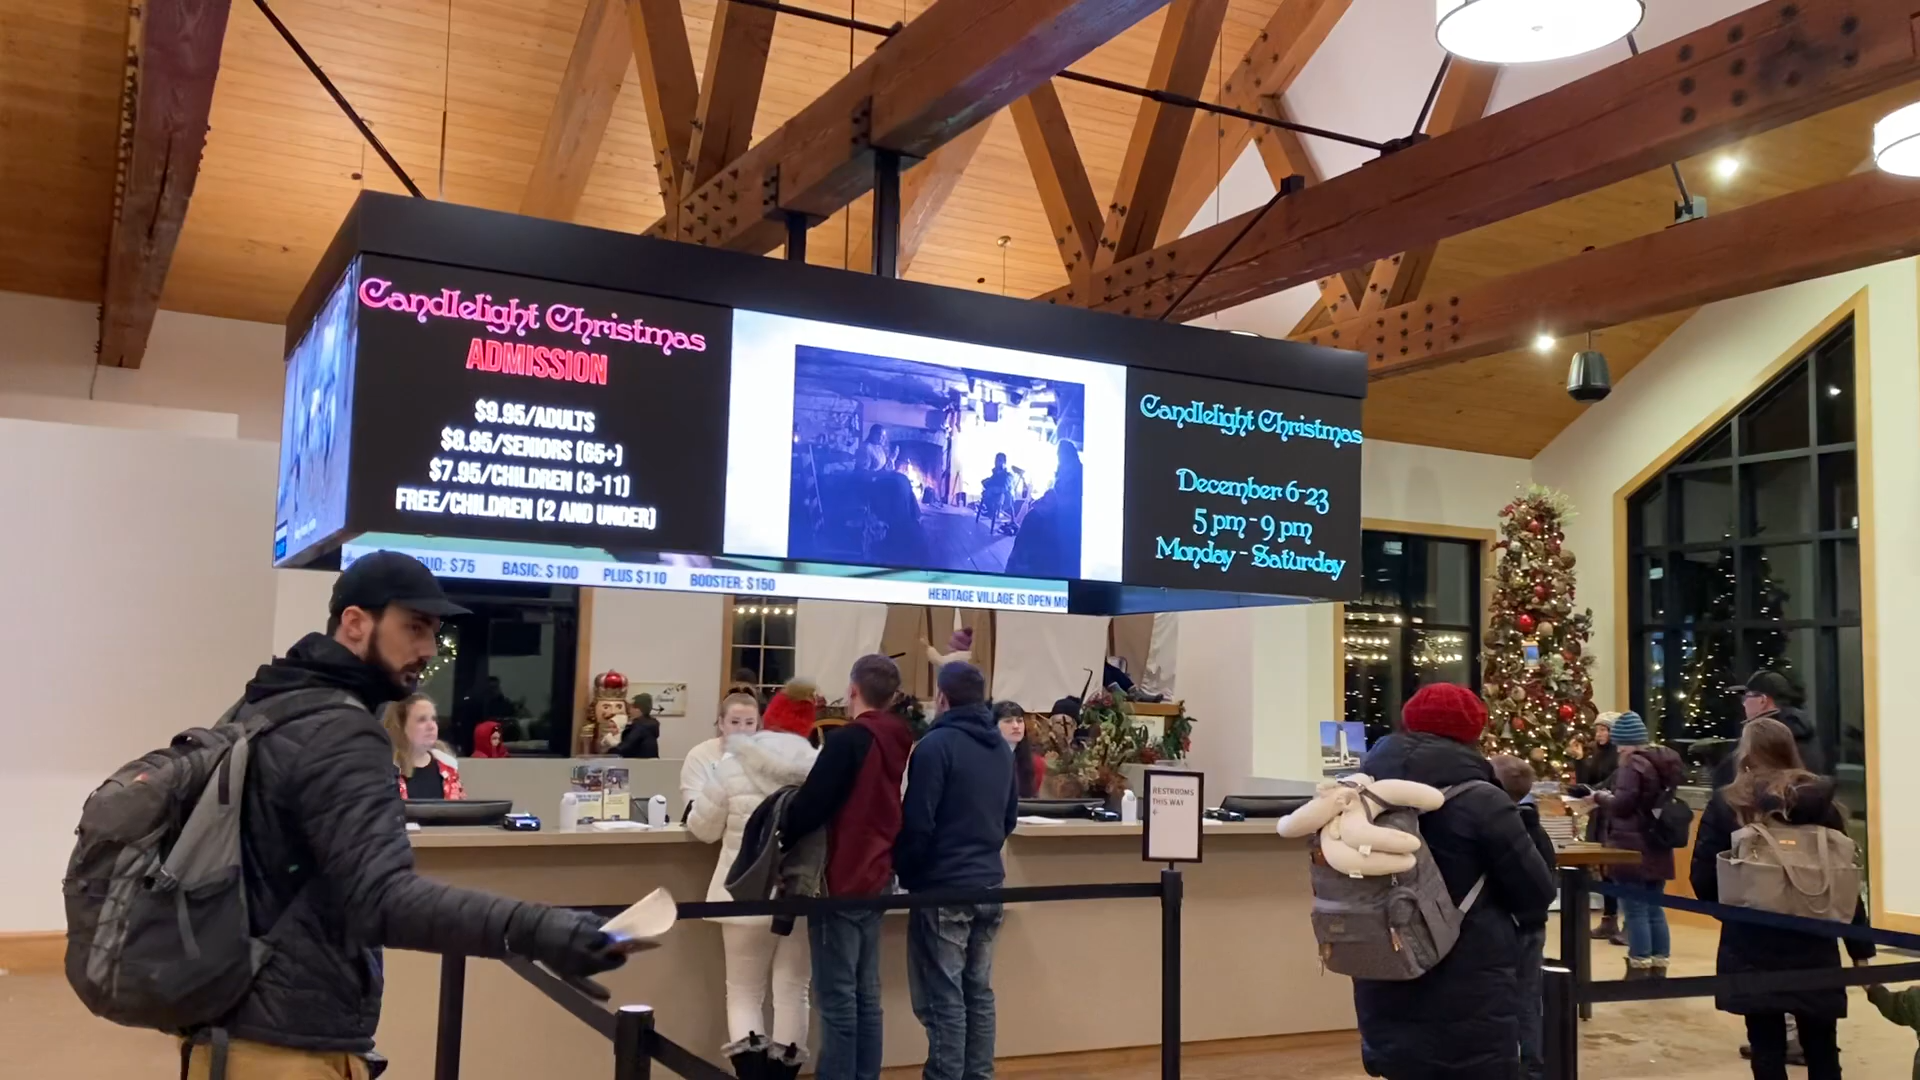 Candlelight Christmas
ADMISSION
$9.95/ADULTS
$8.95/SENIORS (65+)
$7.95/CHILDREN (3-11)
FREE/CHILDREN (2 AND UNDER)
Candlelight Christmas
December 6-23
5 pm - 9 pm
Monday - Saturday
DUO: $75 BASIC: $100 PLUS $110 BOOSTER: $150 HERITAGE VILLAGE IS OPEN MO
RESTROOMS
THIS WAY
←